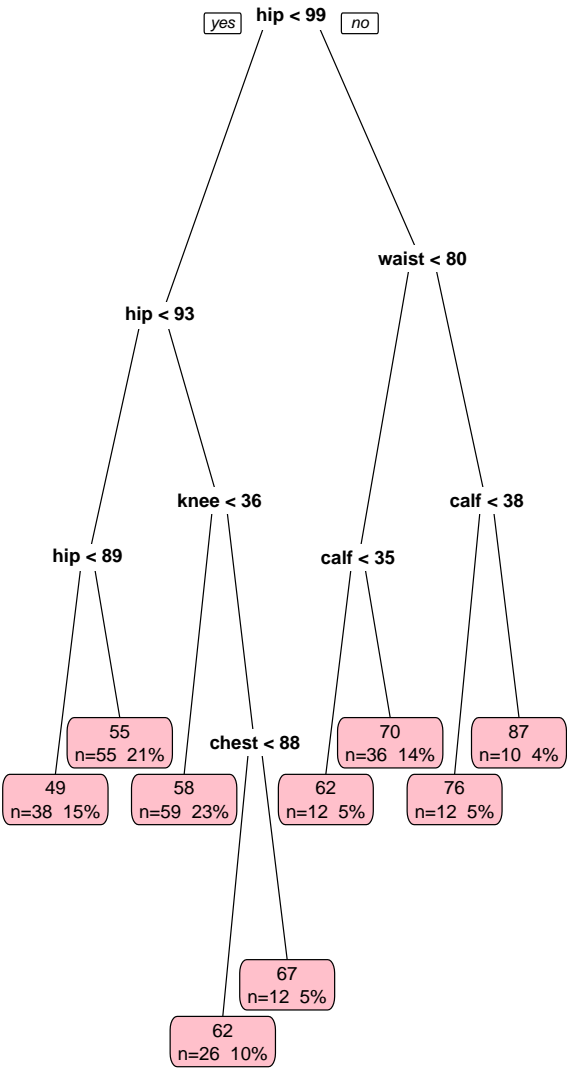 yes
hip < 99
no
waist < 80
hip < 93
knee < 36
calf < 38
hip < 89
calf < 35
55
n=55 21%
70
n=36 14%
87
n=10 4%
chest < 88
49
n=38 15%
58
n=59 23%
62
n=12 5%
76
n=12 5%
67
n=12 5%
62
n=26 10%